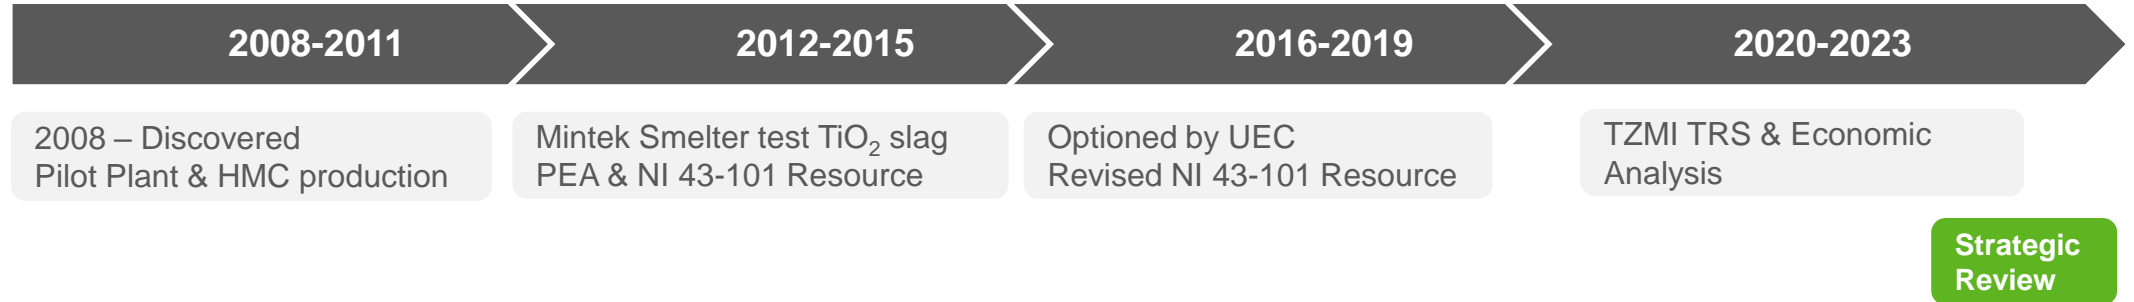 2008-2011
2012-2015
2016-2019
2020-2023
2008 – Discovered
Pilot Plant & HMC production
Mintek Smelter test TiO₂ slag
PEA & NI 43-101 Resource
Optioned by UEC
Revised NI 43-101 Resource
TZMI TRS & Economic
Analysis
Strategic
Review